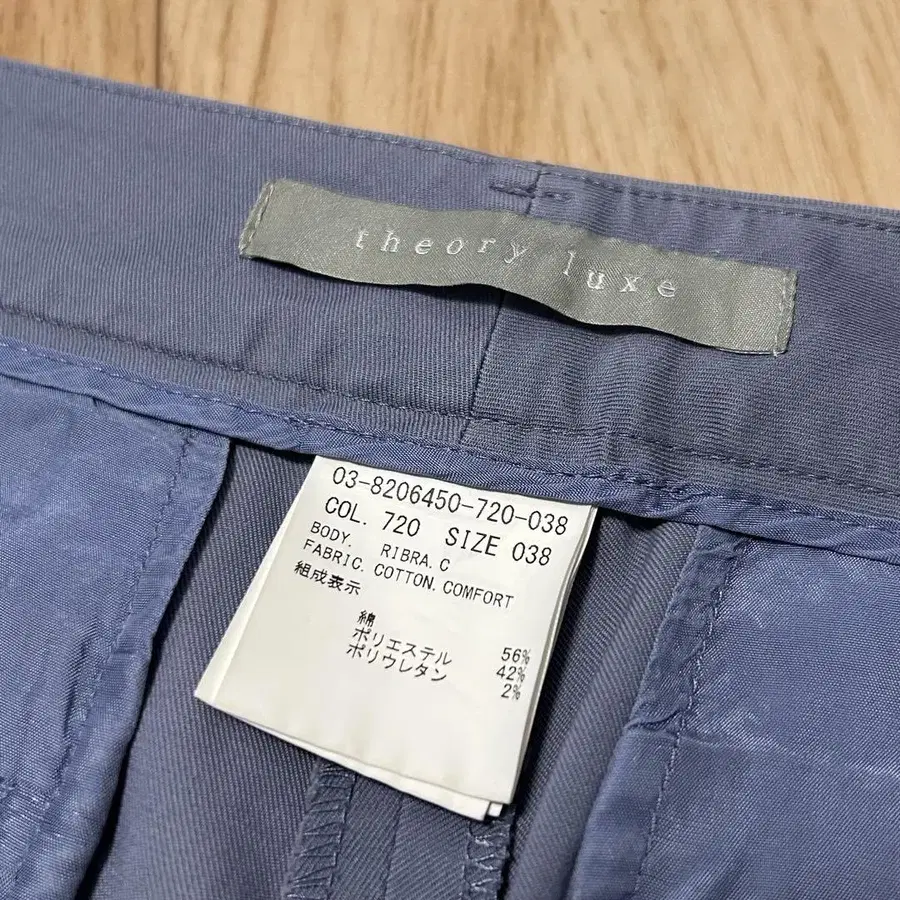 theory luxe
03-8206450-720-038
COL. 720 SIZE 038
BODY. RIBRA.C
FABRIC. COTTON.COMFORT
組成表示
綿 56%
ポリエステル 42%
ポリウレタン 2%